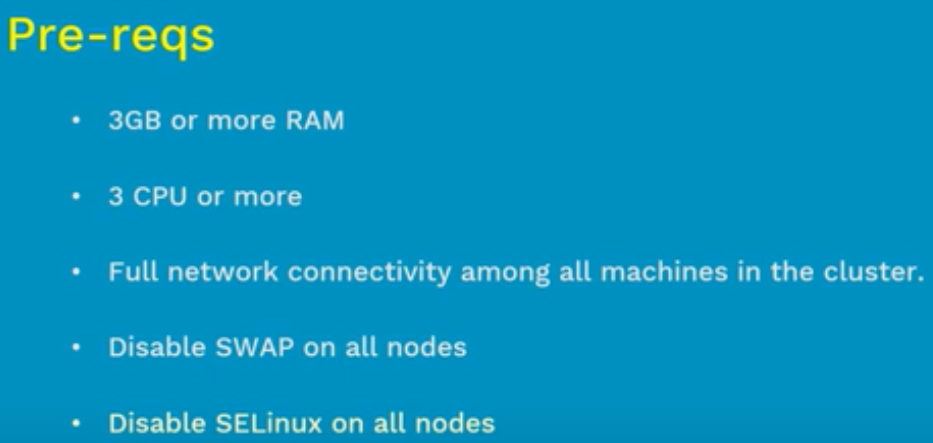 Pre-reqs
• 3GB or more RAM
• 3 CPU or more
• Full network connectivity among all machines in the cluster.
• Disable SWAP on all nodes
• Disable SELinux on all nodes